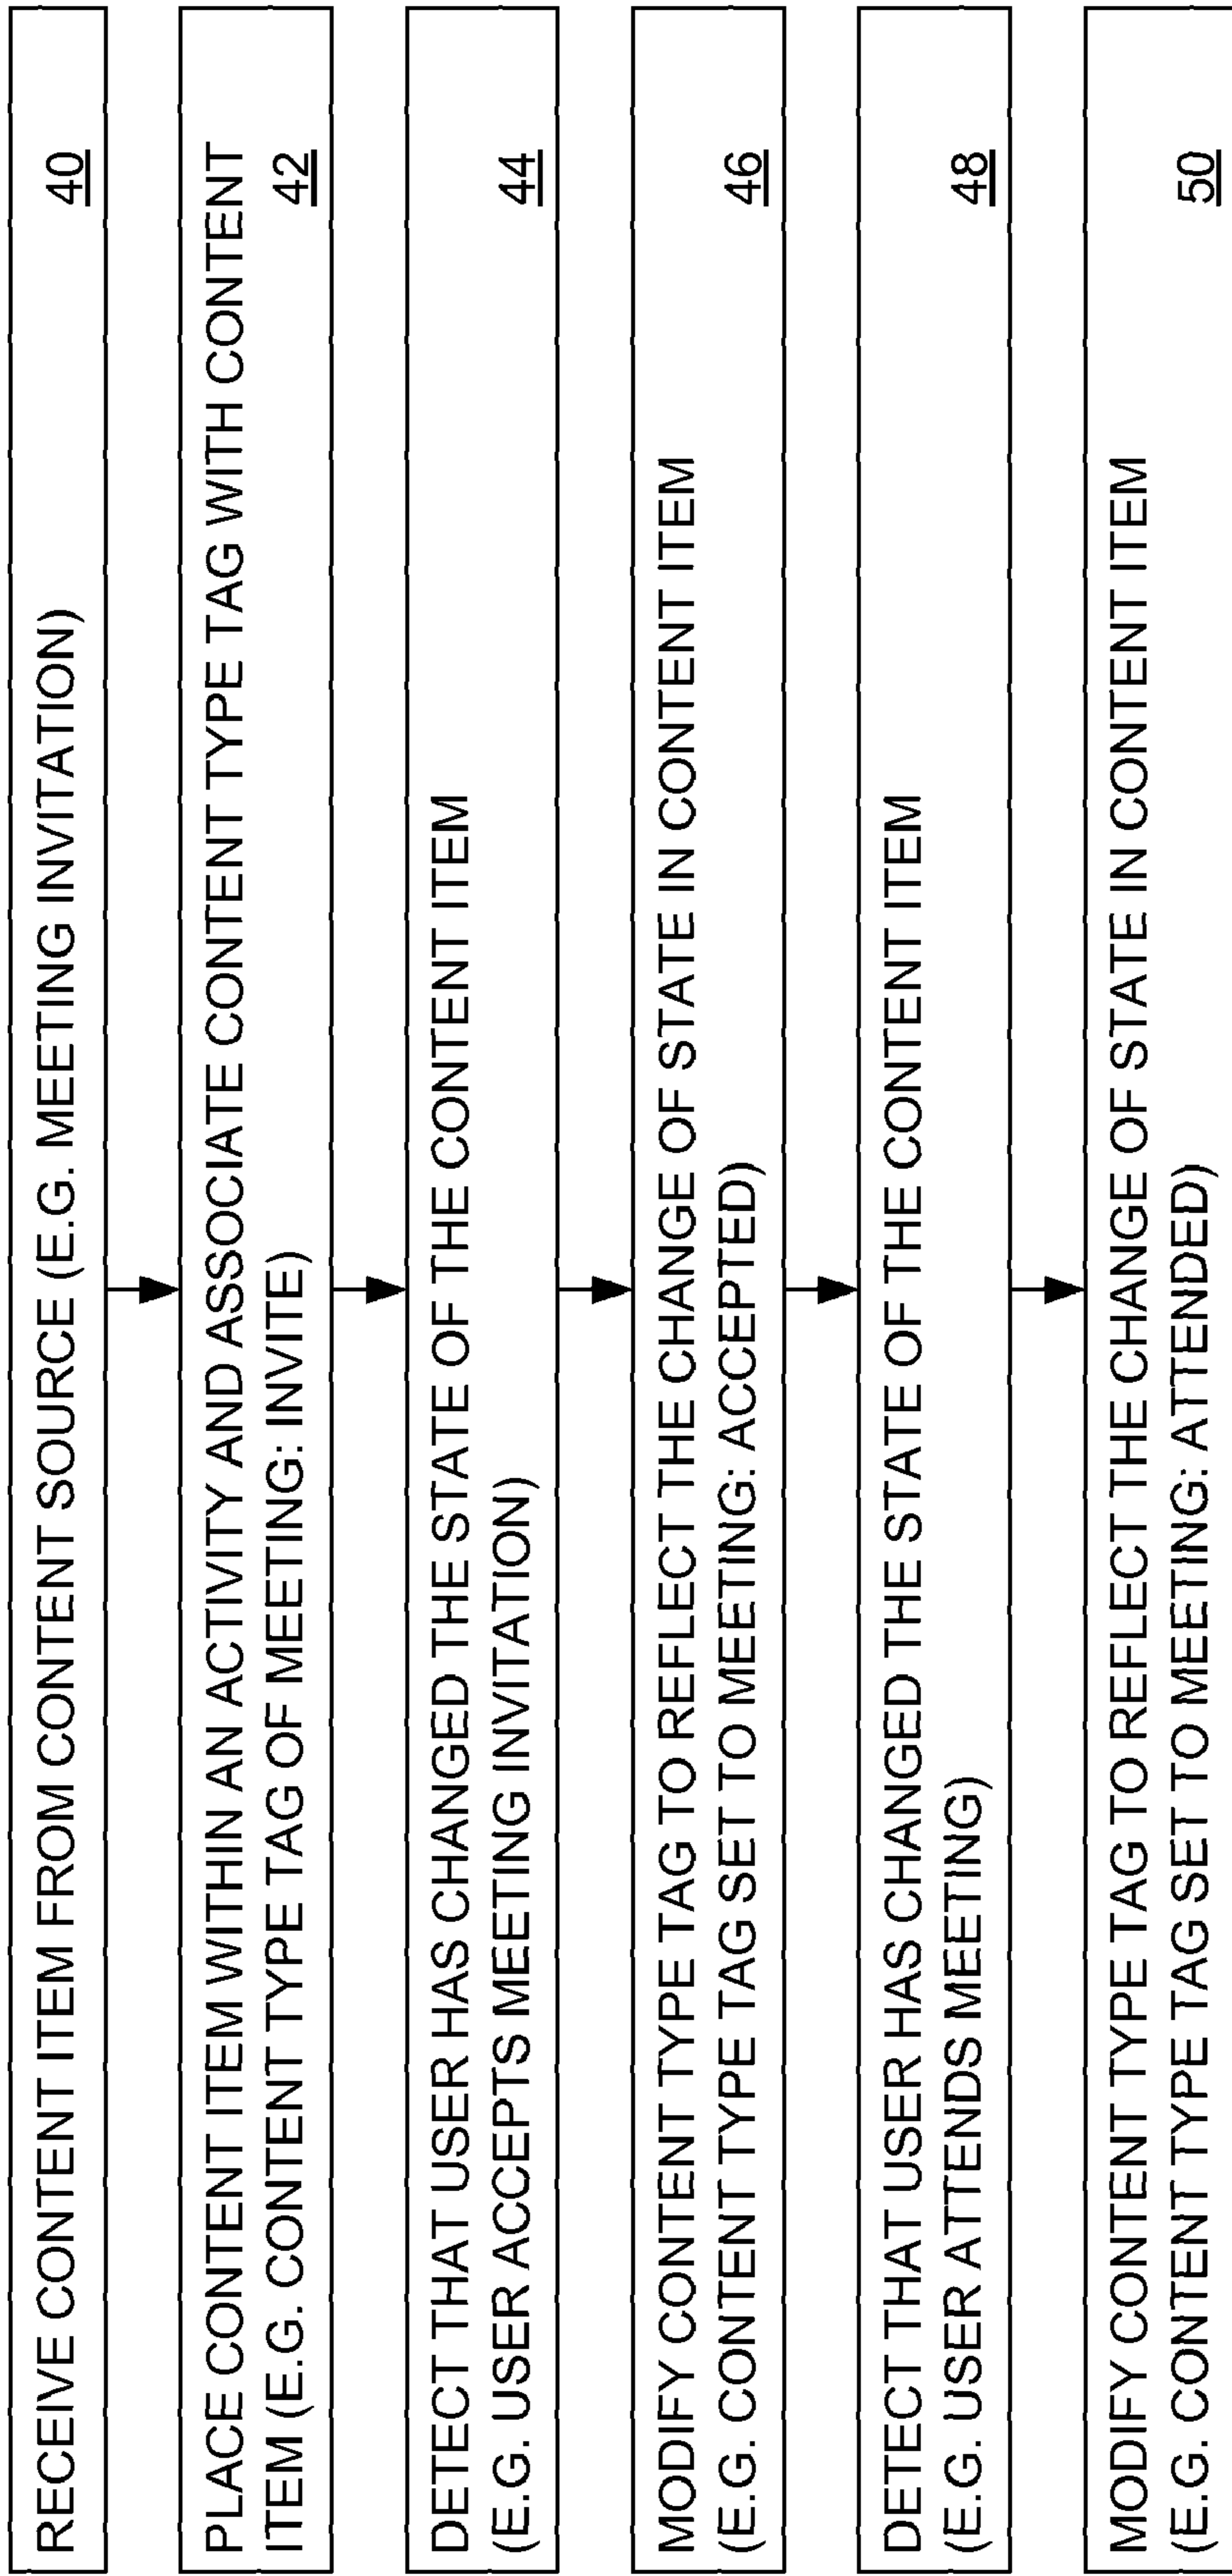 RECEIVE CONTENT ITEM FROM CONTENT SOURCE (E.G. MEETING INVITATION)
40
PLACE CONTENT ITEM WITHIN AN ACTIVITY AND ASSOCIATE CONTENT TYPE TAG WITH CONTENT
ITEM (E.G. CONTENT TYPE TAG OF MEETING: INVITE)
42
DETECT THAT USER HAS CHANGED THE STATE OF THE CONTENT ITEM
(E.G. USER ACCEPTS MEETING INVITATION)
44
MODIFY CONTENT TYPE TAG TO REFLECT THE CHANGE OF STATE IN CONTENT ITEM
(E.G. CONTENT TYPE TAG SET TO MEETING: ACCEPTED)
46
DETECT THAT USER HAS CHANGED THE STATE OF THE CONTENT ITEM
(E.G. USER ATTENDS MEETING)
48
MODIFY CONTENT TYPE TAG TO REFLECT THE CHANGE OF STATE IN CONTENT ITEM
(E.G. CONTENT TYPE TAG SET TO MEETING: ATTENDED)
50